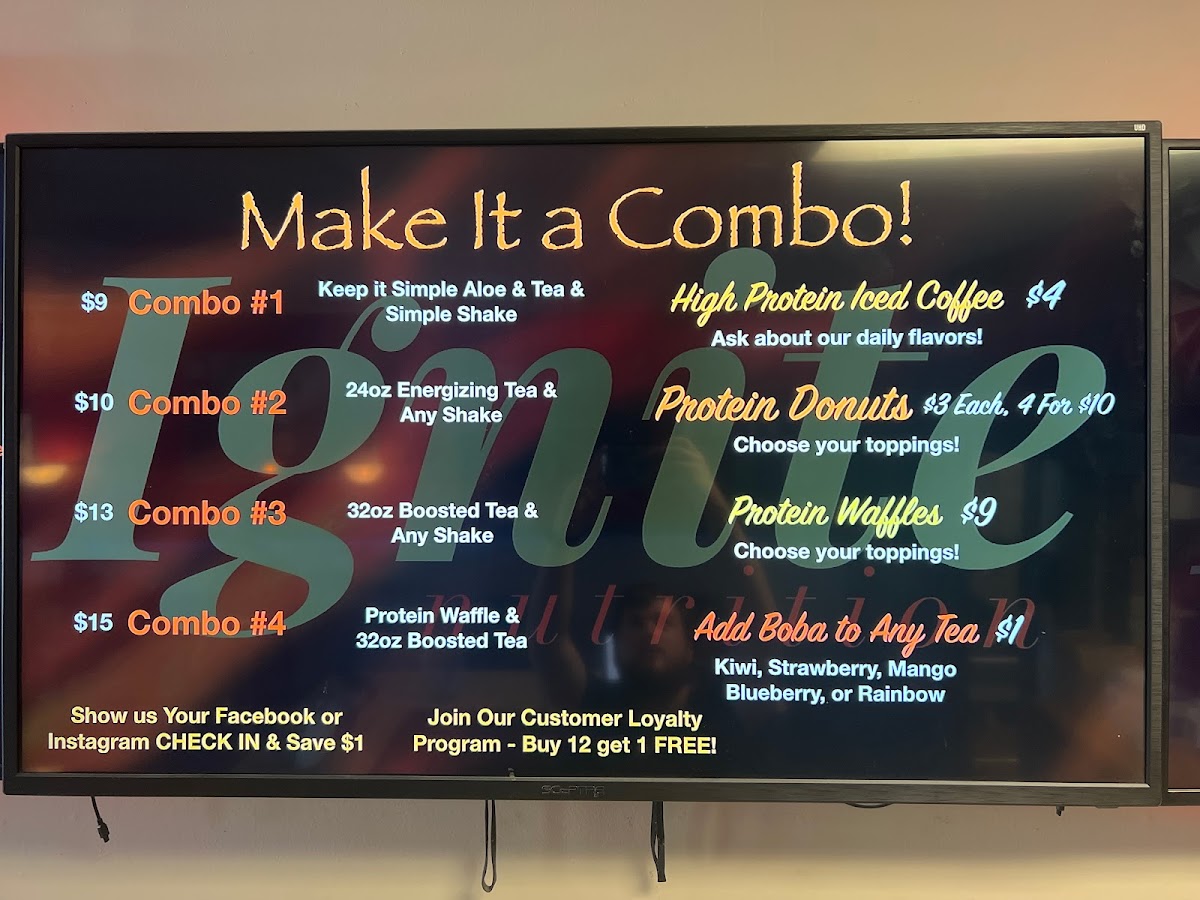 UHD
Make It a Combo!
$9 Combo #1 Keep it Simple Aloe & Tea &
Simple Shake
$10 Combo #2 24oz Energizing Tea &
Any Shake
$13 Combo #3 32oz Boosted Tea &
Any Shake
$15 Combo #4 Protein Waffle &
32oz Boosted Tea
High Protein Iced Coffee $4
Ask about our daily flavors!
Protein Donuts $3 Each, 4 For $10
Choose your toppings!
Protein Waffles $9
Choose your toppings!
Add Boba to Any Tea $1
Kiwi, Strawberry, Mango
Blueberry, or Rainbow
Ignite
nutrition
Show us Your Facebook or
Instagram CHECK IN & Save $1
Join Our Customer Loyalty
Program - Buy 12 get 1 FREE!
SCEPTRE